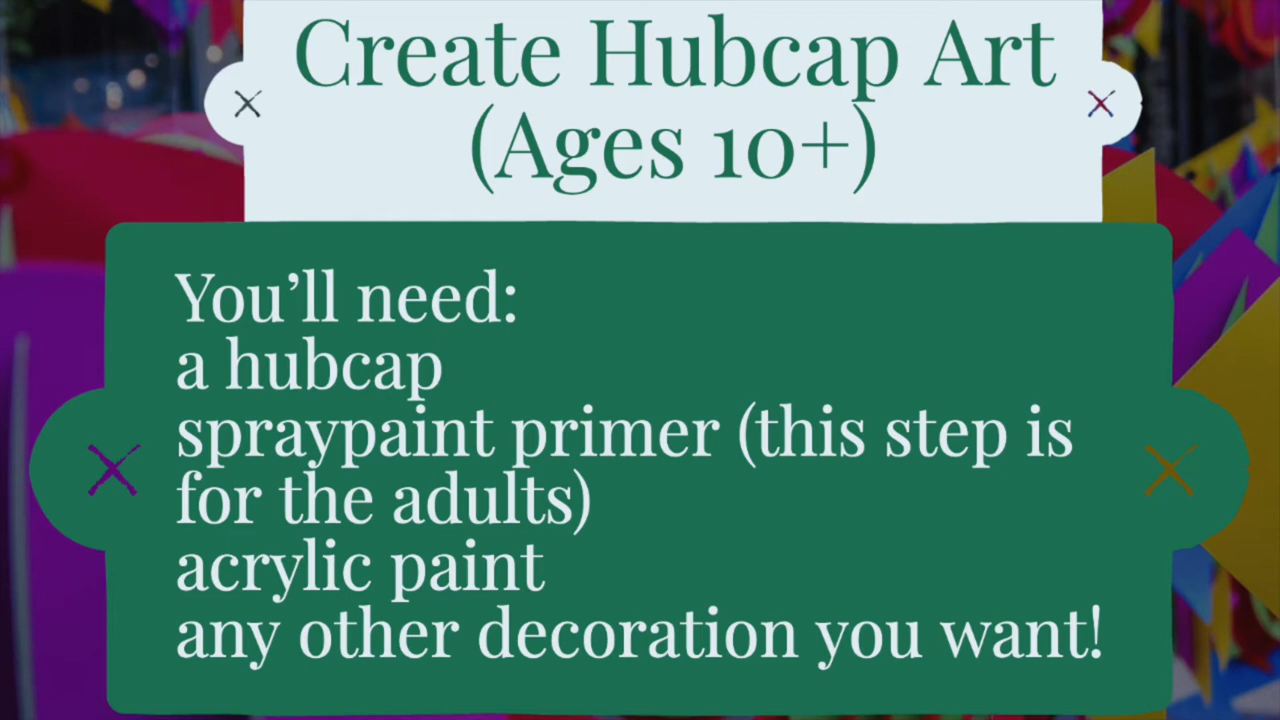 Create Hubcap Art
(Ages 10+)
You’ll need:
a hubcap
spraypaint primer (this step is
for the adults)
acrylic paint
any other decoration you want!